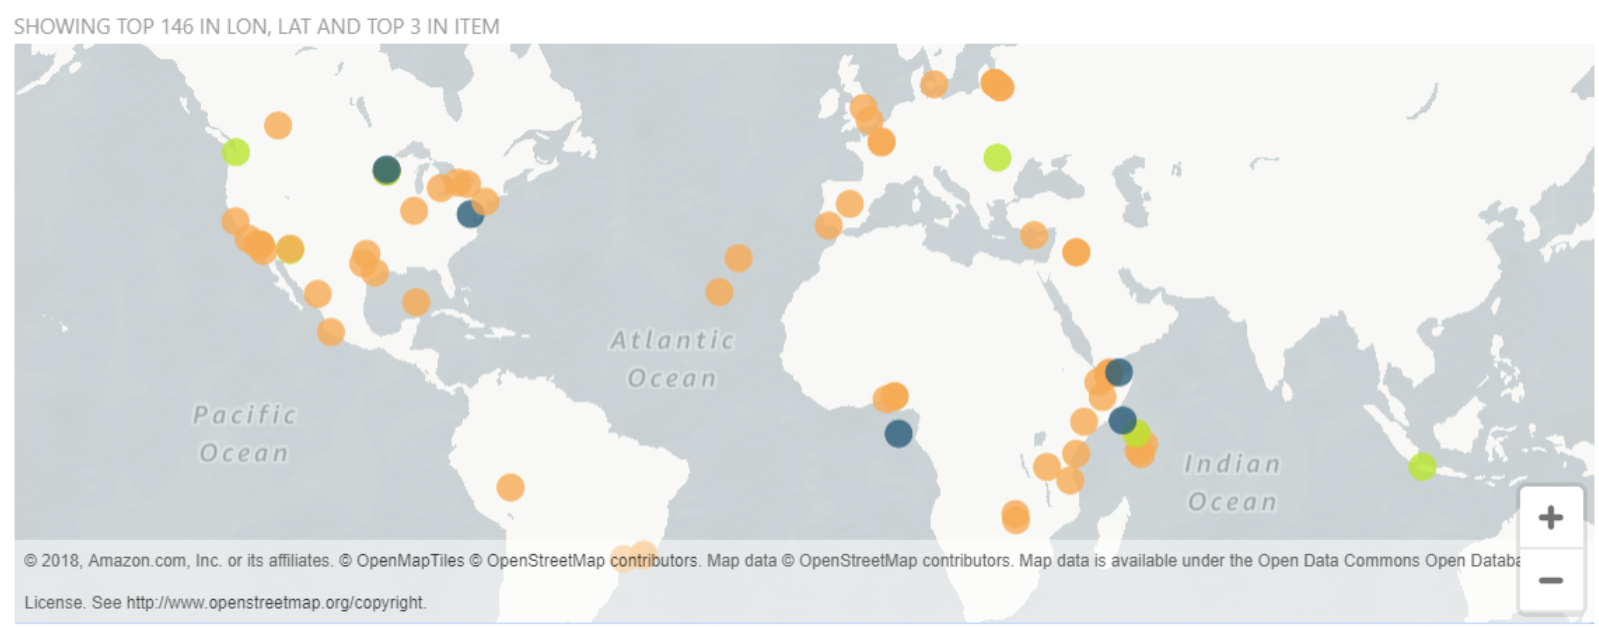 SHOWING TOP 146 IN LON, LAT AND TOP 3 IN ITEM
Atlantic
Ocean
Pacific
Ocean
Indian
Ocean
+
© 2018, Amazon.com, Inc. or its affiliates. © OpenMapTiles © OpenStreetMap contributors. Map data © OpenStreetMap contributors. Map data is available under the Open Data Commons Open Databa
−
License. See http://www.openstreetmap.org/copyright.